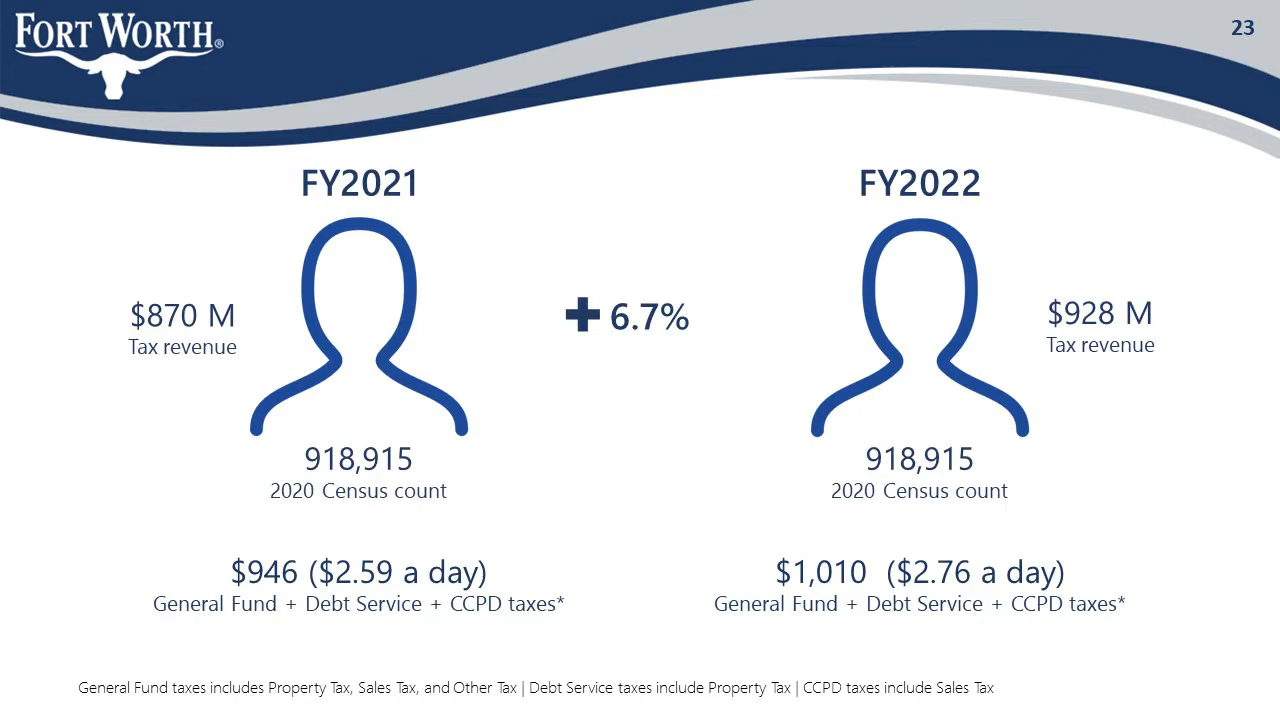 FORT WORTH®
23
FY2021
FY2022
$870 M
Tax revenue
+ 6.7%
$928 M
Tax revenue
918,915
2020 Census count
918,915
2020 Census count
$946 ($2.59 a day)
General Fund + Debt Service + CCPD taxes*
$1,010 ($2.76 a day)
General Fund + Debt Service + CCPD taxes*
General Fund taxes includes Property Tax, Sales Tax, and Other Tax | Debt Service taxes include Property Tax | CCPD taxes include Sales Tax